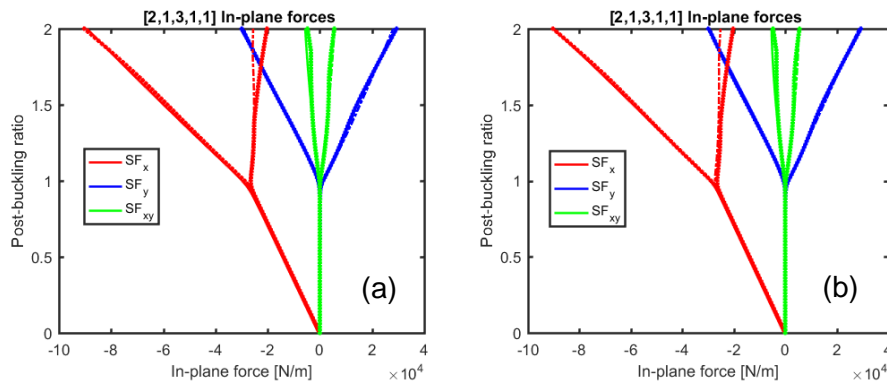 [2,1,3,1,1] In-plane forces
2
1.5
1
0.5
0
Post-buckling ratio
SFx
SFy
SFxy
(a)
-10 -8 -6 -4 -2 0 2 4
In-plane force [N/m]
× 10^4
[2,1,3,1,1] In-plane forces
2
1.5
1
0.5
0
Post-buckling ratio
SFx
SFy
SFxy
(b)
-10 -8 -6 -4 -2 0 2 4
In-plane force [N/m]
× 10^4